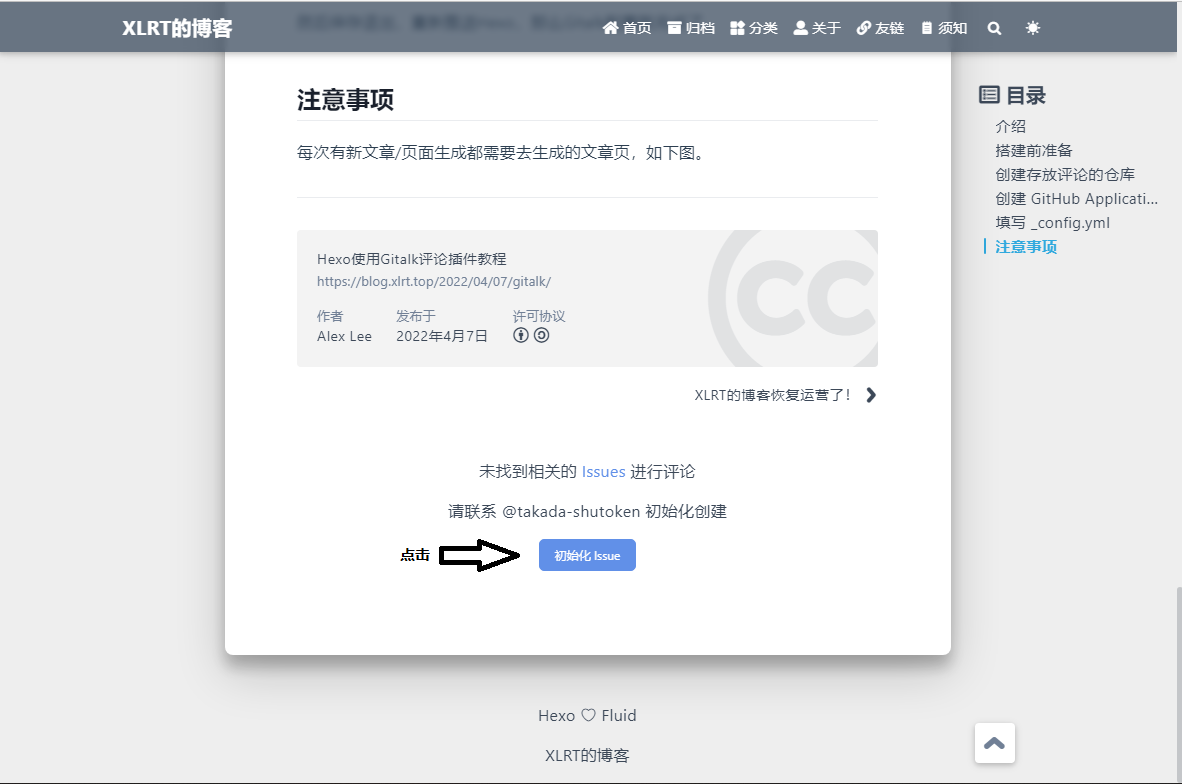 XLRT的博客
首页 归档 分类 关于 友链 须知
注意事项
每次有新文章/页面生成都需要去生成的文章页，如下图。
Hexo使用Gitalk评论插件教程
https://blog.xlrt.top/2022/04/07/gitalk/
作者 发布于 许可协议
Alex Lee 2022年4月7日
XLRT的博客恢复运营了！
未找到相关的 Issues 进行评论
请联系 @takada-shutoken 初始化创建
点击 初始化 Issue
Hexo ♡ Fluid
XLRT的博客
目录
介绍
搭建前准备
创建存放评论的仓库
创建 GitHub Applicati...
填写 _config.yml
注意事项